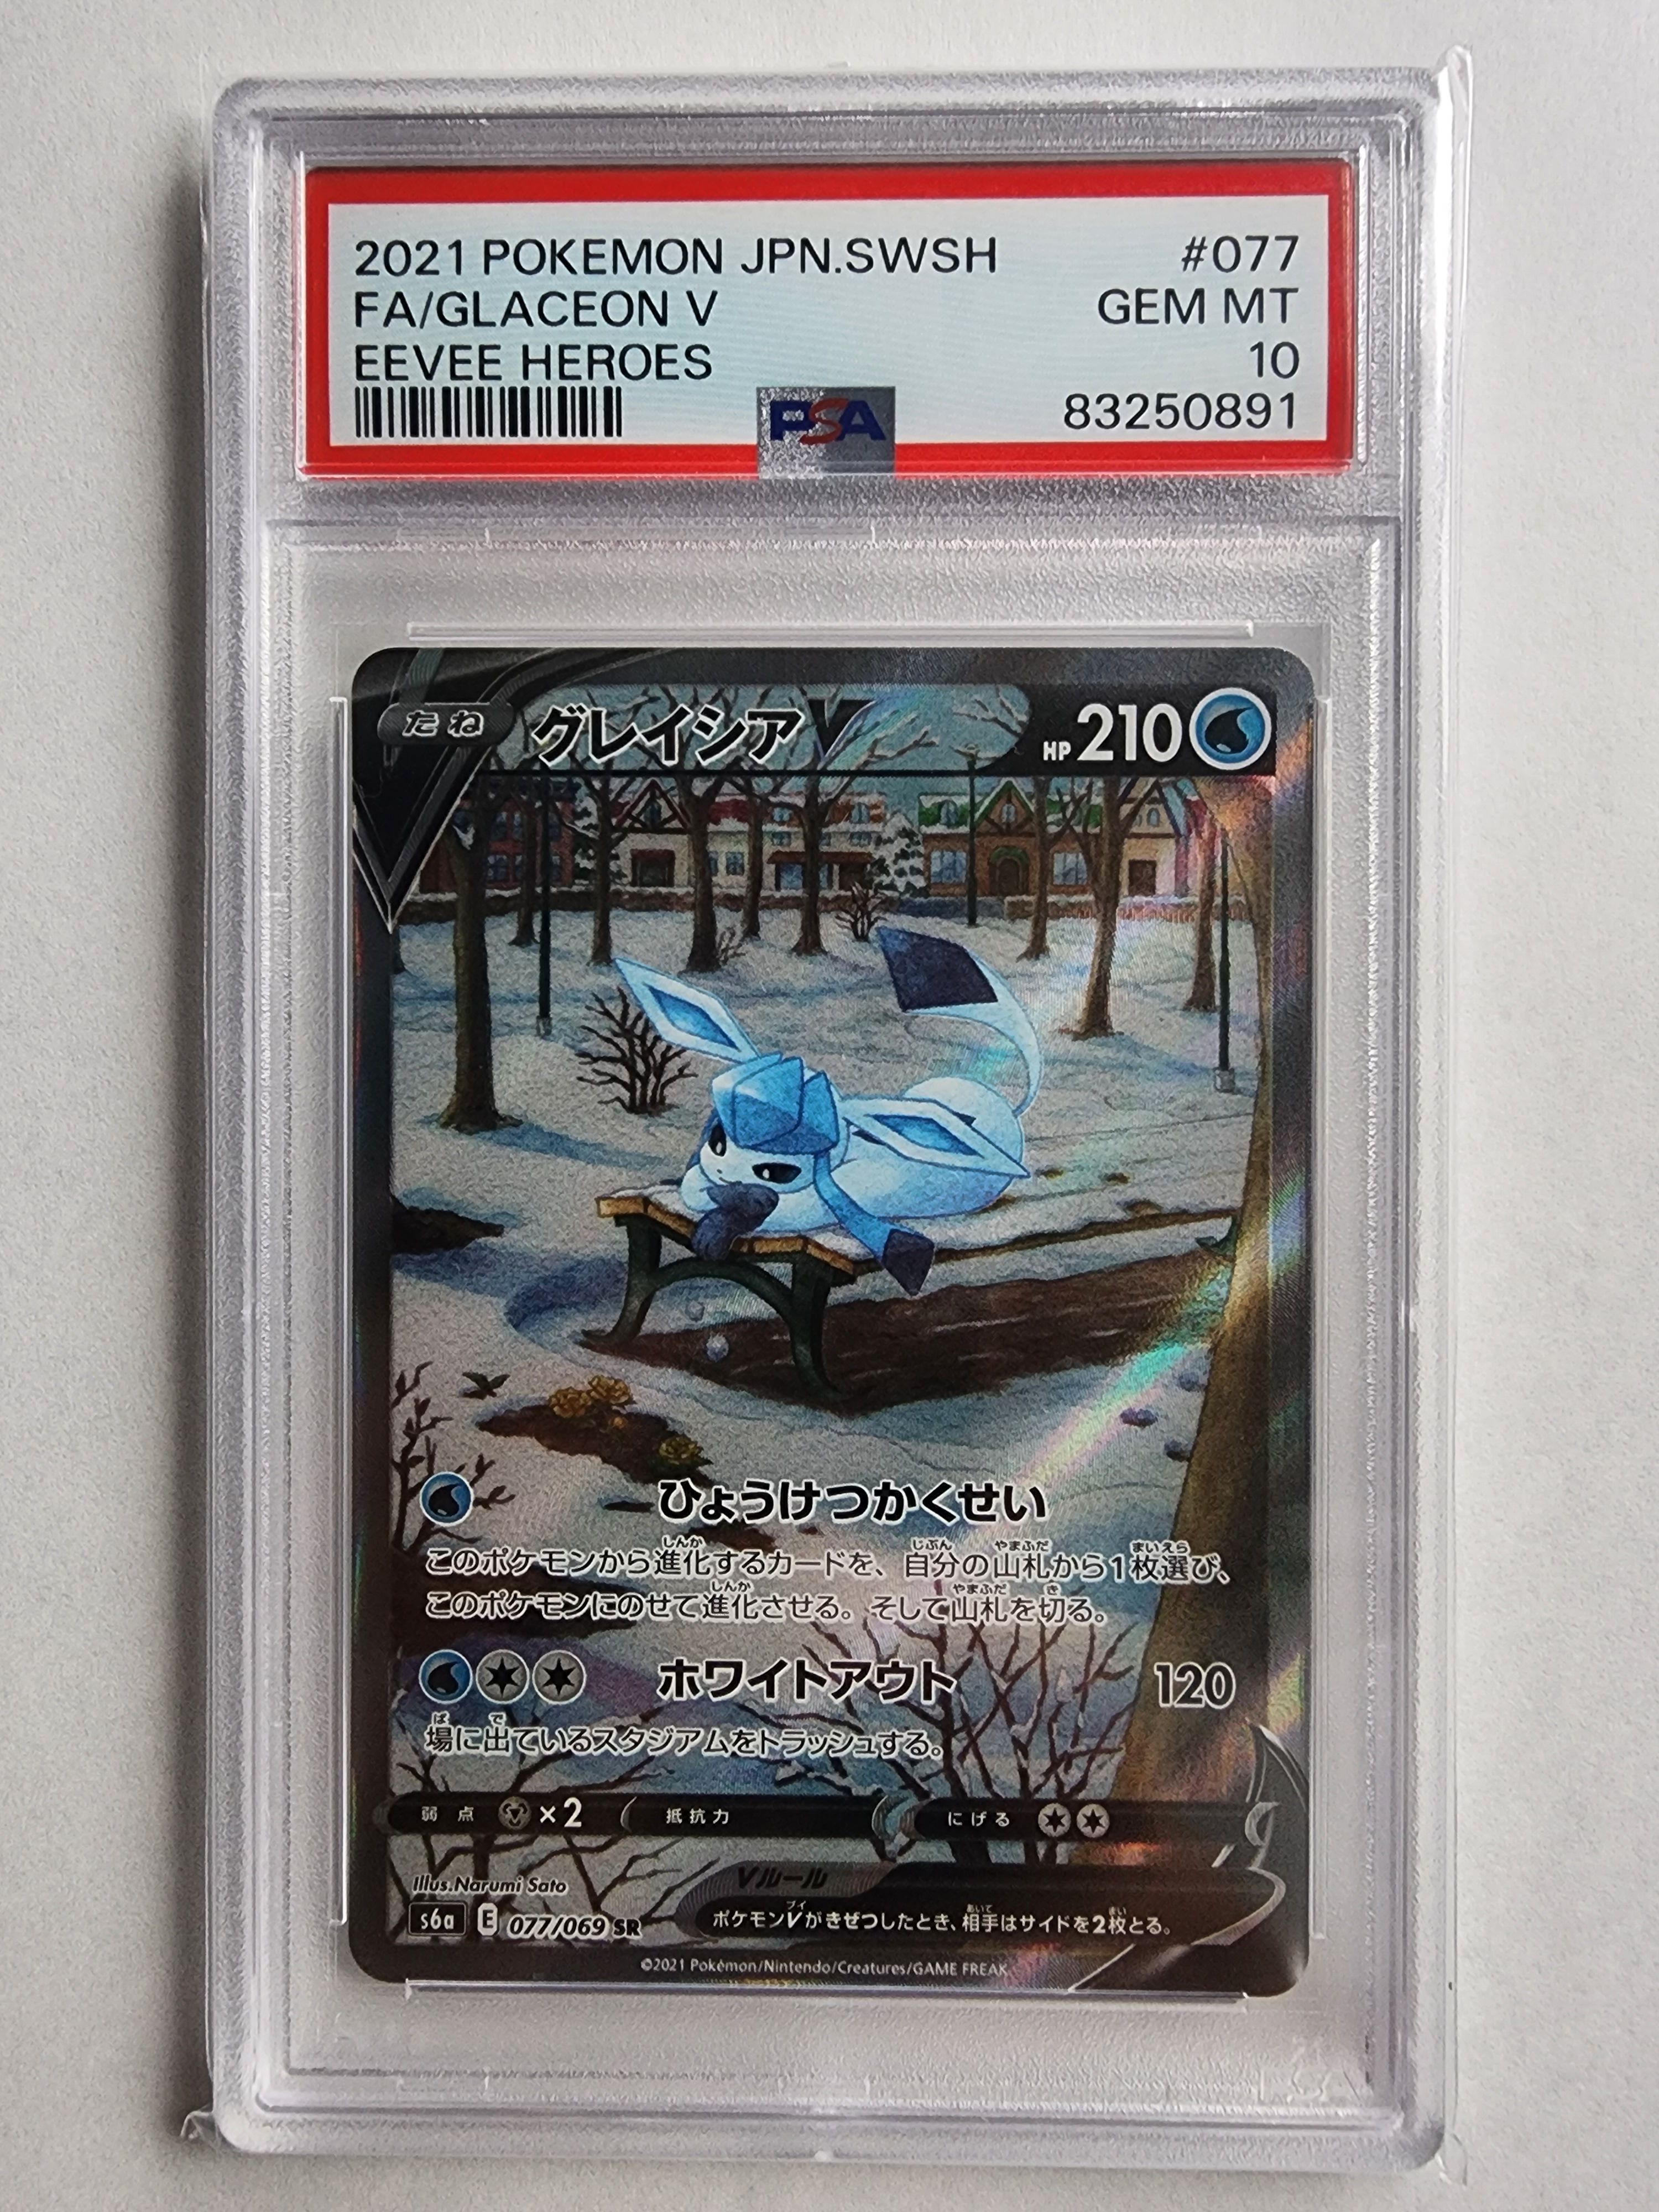 2021 POKEMON JPN.SWSH #077
FA/GLACEON V GEM MT
EEVEE HEROES 10
PSA 83250891
たね グレイシアV HP 210
ひょうけつかくせい
このポケモンから進化するカードを、自分の山札から1枚選び、
このポケモンにのせて進化させる。そして山札を切る。
ホワイトアウト 120
場に出ているスタジアムをトラッシュする。
弱点 ×2 抵抗力 にげる
Illus.Narumi Sato Vルール
s6a E 077/069 SR ポケモンVがきぜつしたとき、相手はサイドを2枚とる。
©2021 Pokémon/Nintendo/Creatures/GAME FREAK